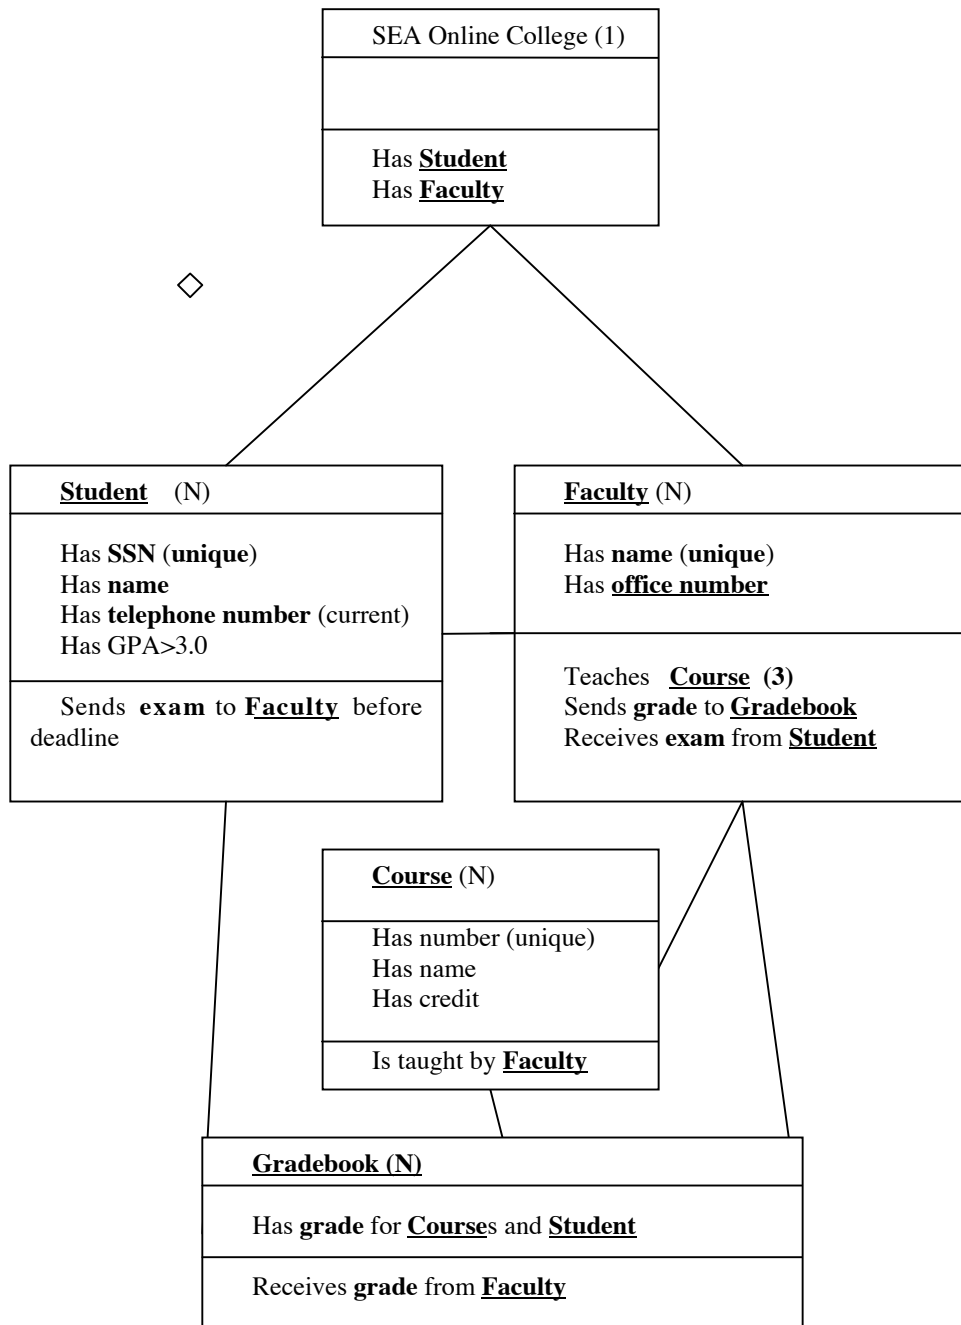 SEA Online College (1)
Has Student
Has Faculty
Student (N)
Has SSN (unique)
Has name
Has telephone number (current)
Has GPA>3.0
Sends exam to Faculty before
deadline
Faculty (N)
Has name (unique)
Has office number
Teaches Course (3)
Sends grade to Gradebook
Receives exam from Student
Course (N)
Has number (unique)
Has name
Has credit
Is taught by Faculty
Gradebook (N)
Has grade for Courses and Student
Receives grade from Faculty